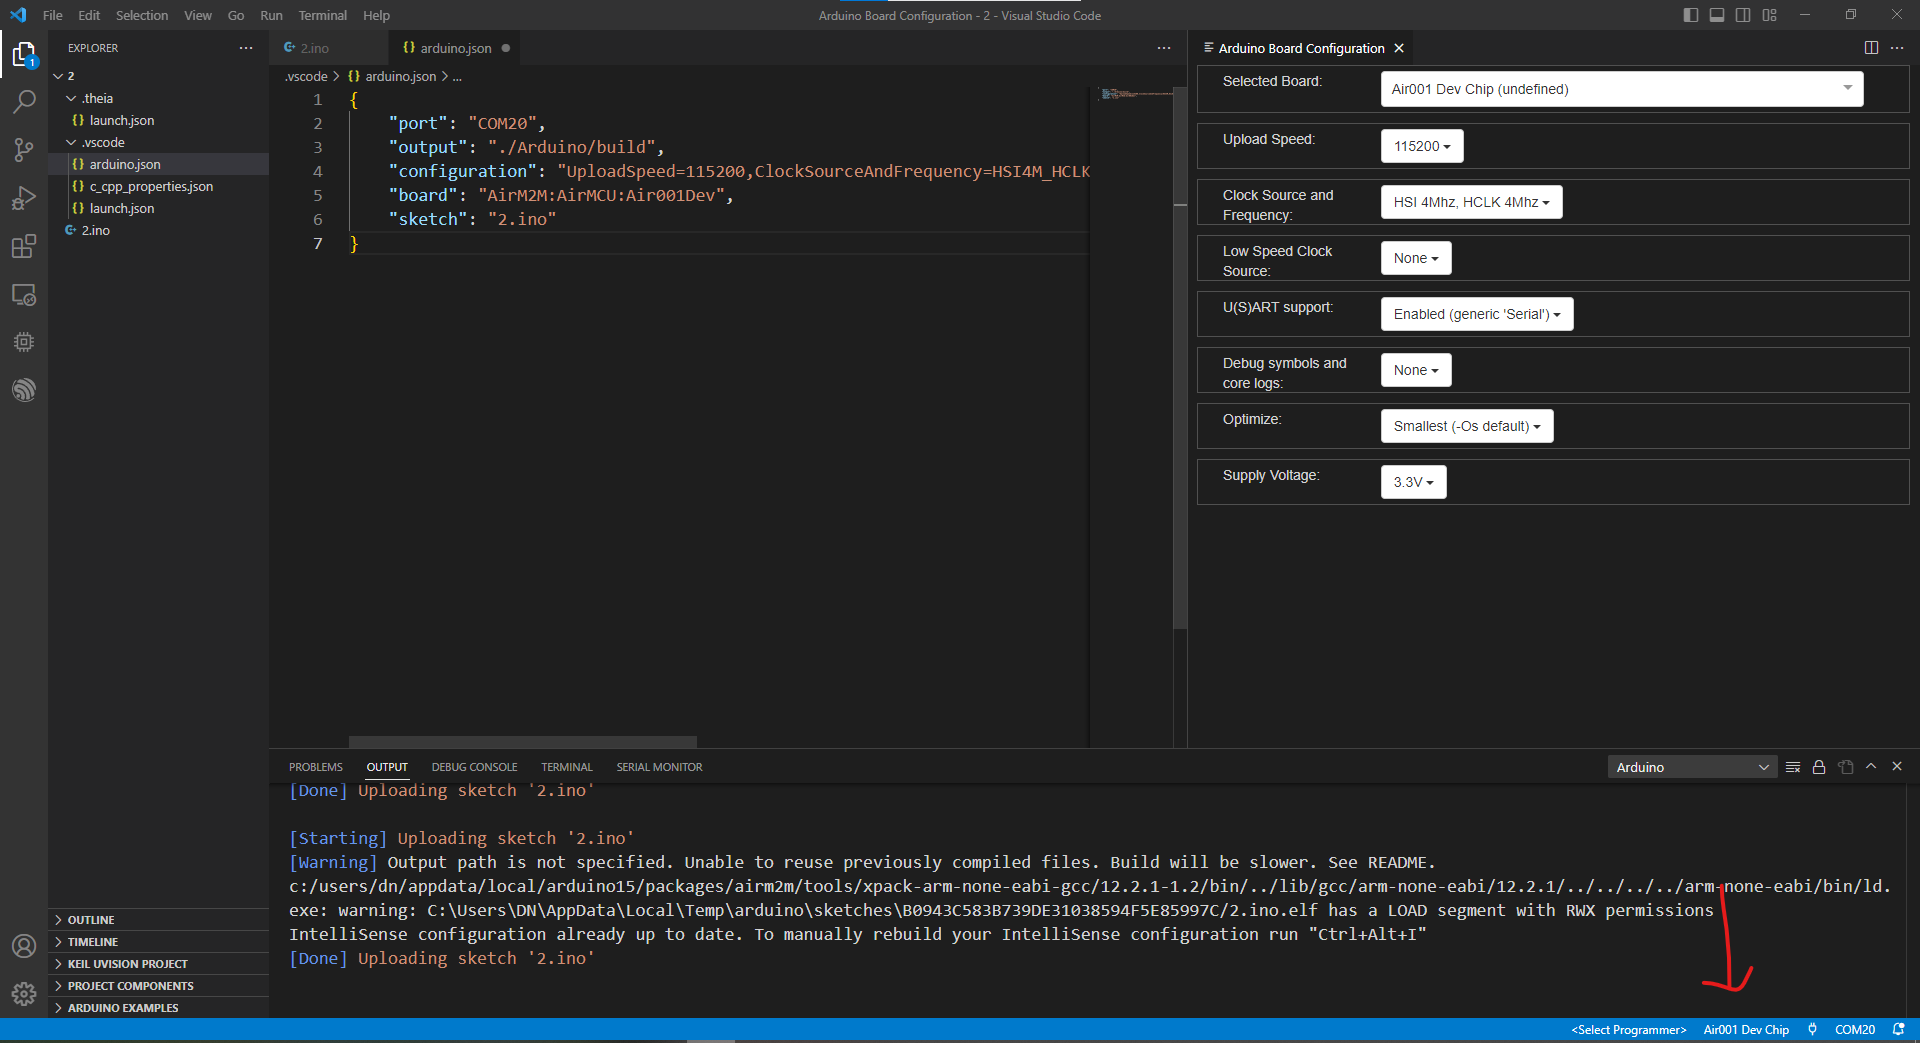 File Edit Selection View Go Run Terminal Help
Arduino Board Configuration - 2 - Visual Studio Code
EXPLORER
1
2
.theia
launch.json
.vscode
arduino.json
c_cpp_properties.json
launch.json
2.ino
OUTLINE
TIMELINE
KEIL UVISION PROJECT
PROJECT COMPONENTS
ARDUINO EXAMPLES
2.ino
arduino.json
.vscode > arduino.json > ...
1 {
2 "port": "COM20",
3 "output": "./Arduino/build",
4 "configuration": "UploadSpeed=115200,ClockSourceAndFrequency=HSI4M_HCLK
5 "board": "AirM2M:AirMCU:Air001Dev",
6 "sketch": "2.ino"
7 }
Arduino Board Configuration
Selected Board: Air001 Dev Chip (undefined)
Upload Speed: 115200
Clock Source and
Frequency:
HSI 4Mhz, HCLK 4Mhz
Low Speed Clock
Source:
None
U(S)ART support: Enabled (generic 'Serial')
Debug symbols and
core logs:
None
Optimize: Smallest (-Os default)
Supply Voltage: 3.3V
PROBLEMS OUTPUT DEBUG CONSOLE TERMINAL SERIAL MONITOR
Arduino
[Done] Uploading sketch '2.ino'
[Starting] Uploading sketch '2.ino'
[Warning] Output path is not specified. Unable to reuse previously compiled files. Build will be slower. See README.
c:/users/dn/appdata/local/arduino15/packages/airm2m/tools/xpack-arm-none-eabi-gcc/12.2.1-1.2/bin/../lib/gcc/arm-none-eabi/12.2.1/../../../../arm-none-eabi/bin/ld.
exe: warning: C:\Users\DN\AppData\Local\Temp\arduino\sketches\B0943C583B739DE31038594F5E85997C/2.ino.elf has a LOAD segment with RWX permissions
IntelliSense configuration already up to date. To manually rebuild your IntelliSense configuration run "Ctrl+Alt+I"
[Done] Uploading sketch '2.ino'
<Select Programmer> Air001 Dev Chip COM20